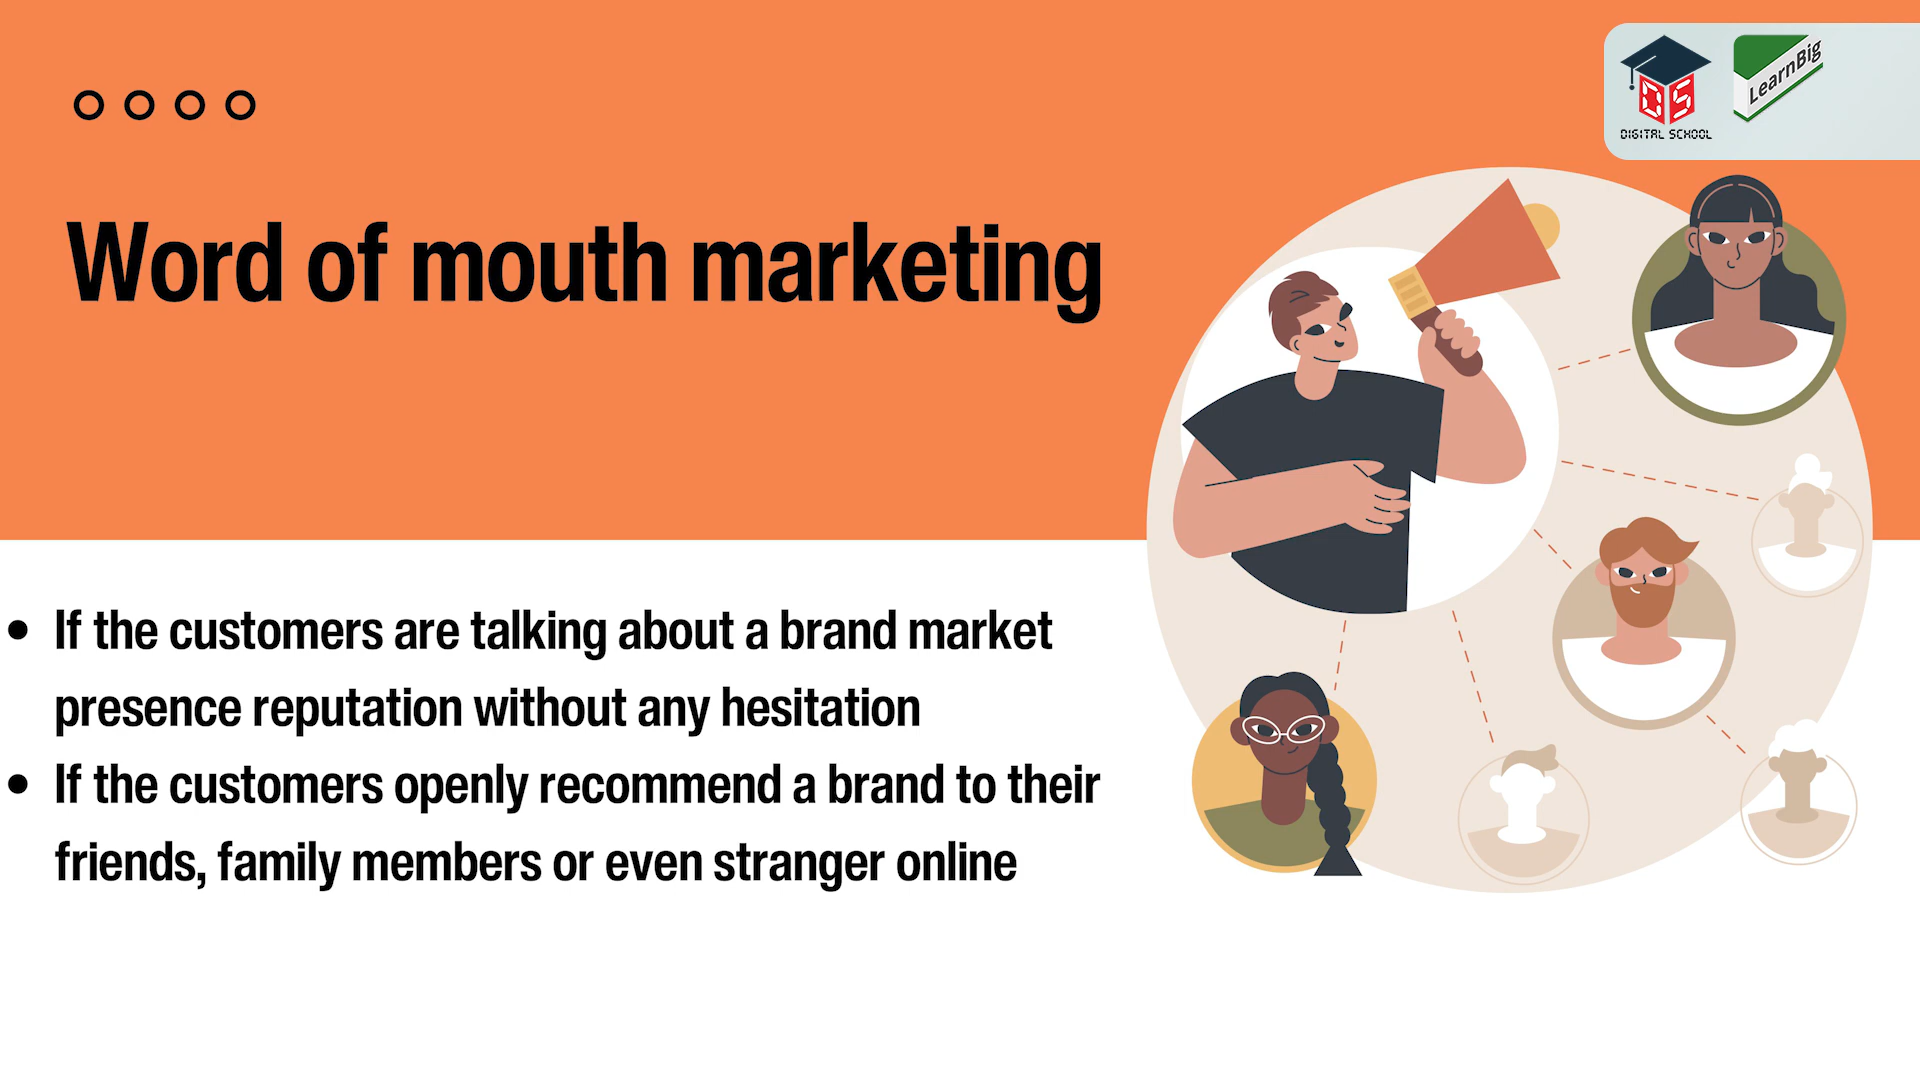 DIGITAL SCHOOL
LearnBig
Word of mouth marketing
• If the customers are talking about a brand market
presence reputation without any hesitation
• If the customers openly recommend a brand to their
friends, family members or even stranger online